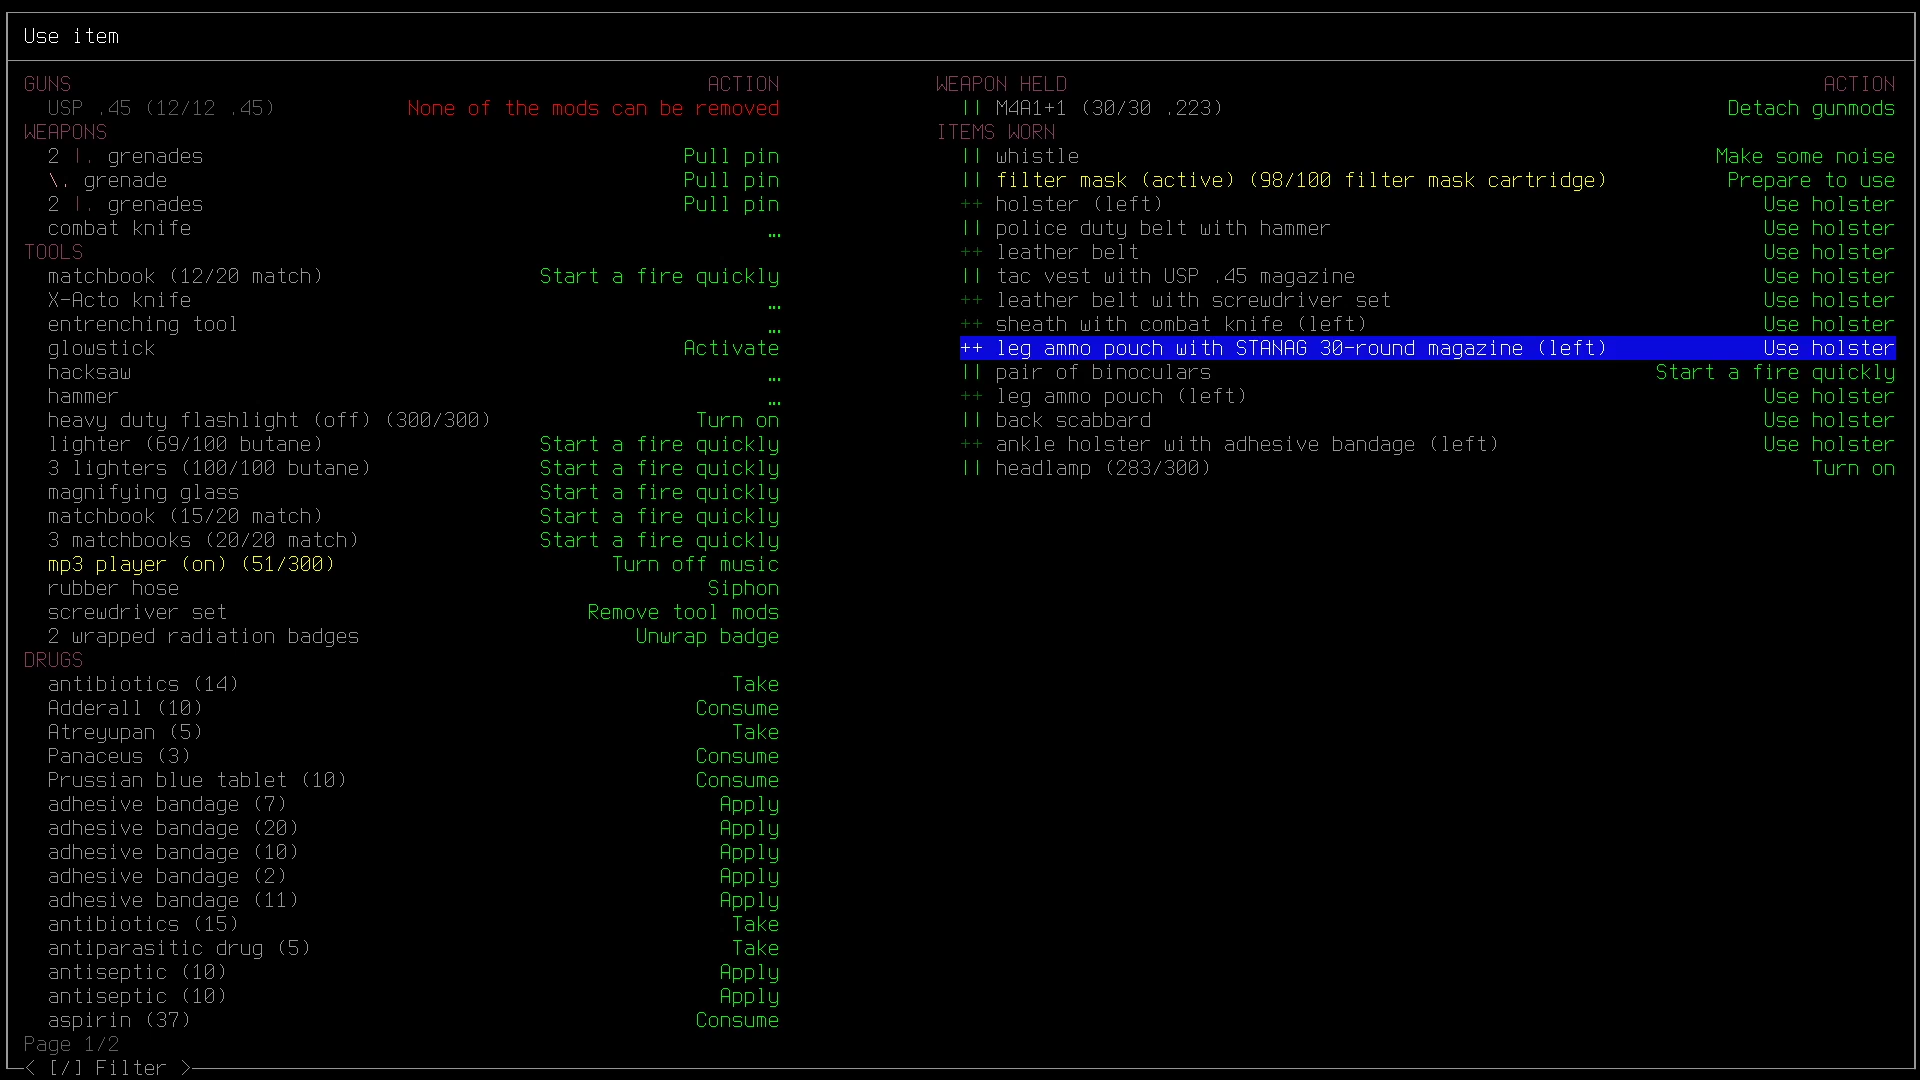 Use item
GUNS ACTION
USP .45 (12/12 .45) None of the mods can be removed
WEAPONS
2 |. grenades Pull pin
\. grenade Pull pin
2 |. grenades Pull pin
combat knife …
TOOLS
matchbook (12/20 match) Start a fire quickly
X-Acto knife …
entrenching tool …
glowstick Activate
hacksaw …
hammer …
heavy duty flashlight (off) (300/300) Turn on
lighter (69/100 butane) Start a fire quickly
3 lighters (100/100 butane) Start a fire quickly
magnifying glass Start a fire quickly
matchbook (15/20 match) Start a fire quickly
3 matchbooks (20/20 match) Start a fire quickly
mp3 player (on) (51/300) Turn off music
rubber hose Siphon
screwdriver set Remove tool mods
2 wrapped radiation badges Unwrap badge
DRUGS
antibiotics (14) Take
Adderall (10) Consume
Atreyupan (5) Take
Panaceus (3) Consume
Prussian blue tablet (10) Consume
adhesive bandage (7) Apply
adhesive bandage (20) Apply
adhesive bandage (10) Apply
adhesive bandage (2) Apply
adhesive bandage (11) Apply
antibiotics (15) Take
antiparasitic drug (5) Take
antiseptic (10) Apply
antiseptic (10) Apply
aspirin (37) Consume
Page 1/2
< [/] Filter >
WEAPON HELD ACTION
|| M4A1+1 (30/30 .223) Detach gunmods
ITEMS WORN
|| whistle Make some noise
|| filter mask (active) (98/100 filter mask cartridge) Prepare to use
++ holster (left) Use holster
|| police duty belt with hammer Use holster
++ leather belt Use holster
|| tac vest with USP .45 magazine Use holster
++ leather belt with screwdriver set Use holster
++ sheath with combat knife (left) Use holster
++ leg ammo pouch with STANAG 30-round magazine (left) Use holster
|| pair of binoculars Start a fire quickly
++ leg ammo pouch (left) Use holster
|| back scabbard Use holster
++ ankle holster with adhesive bandage (left) Use holster
|| headlamp (283/300) Turn on